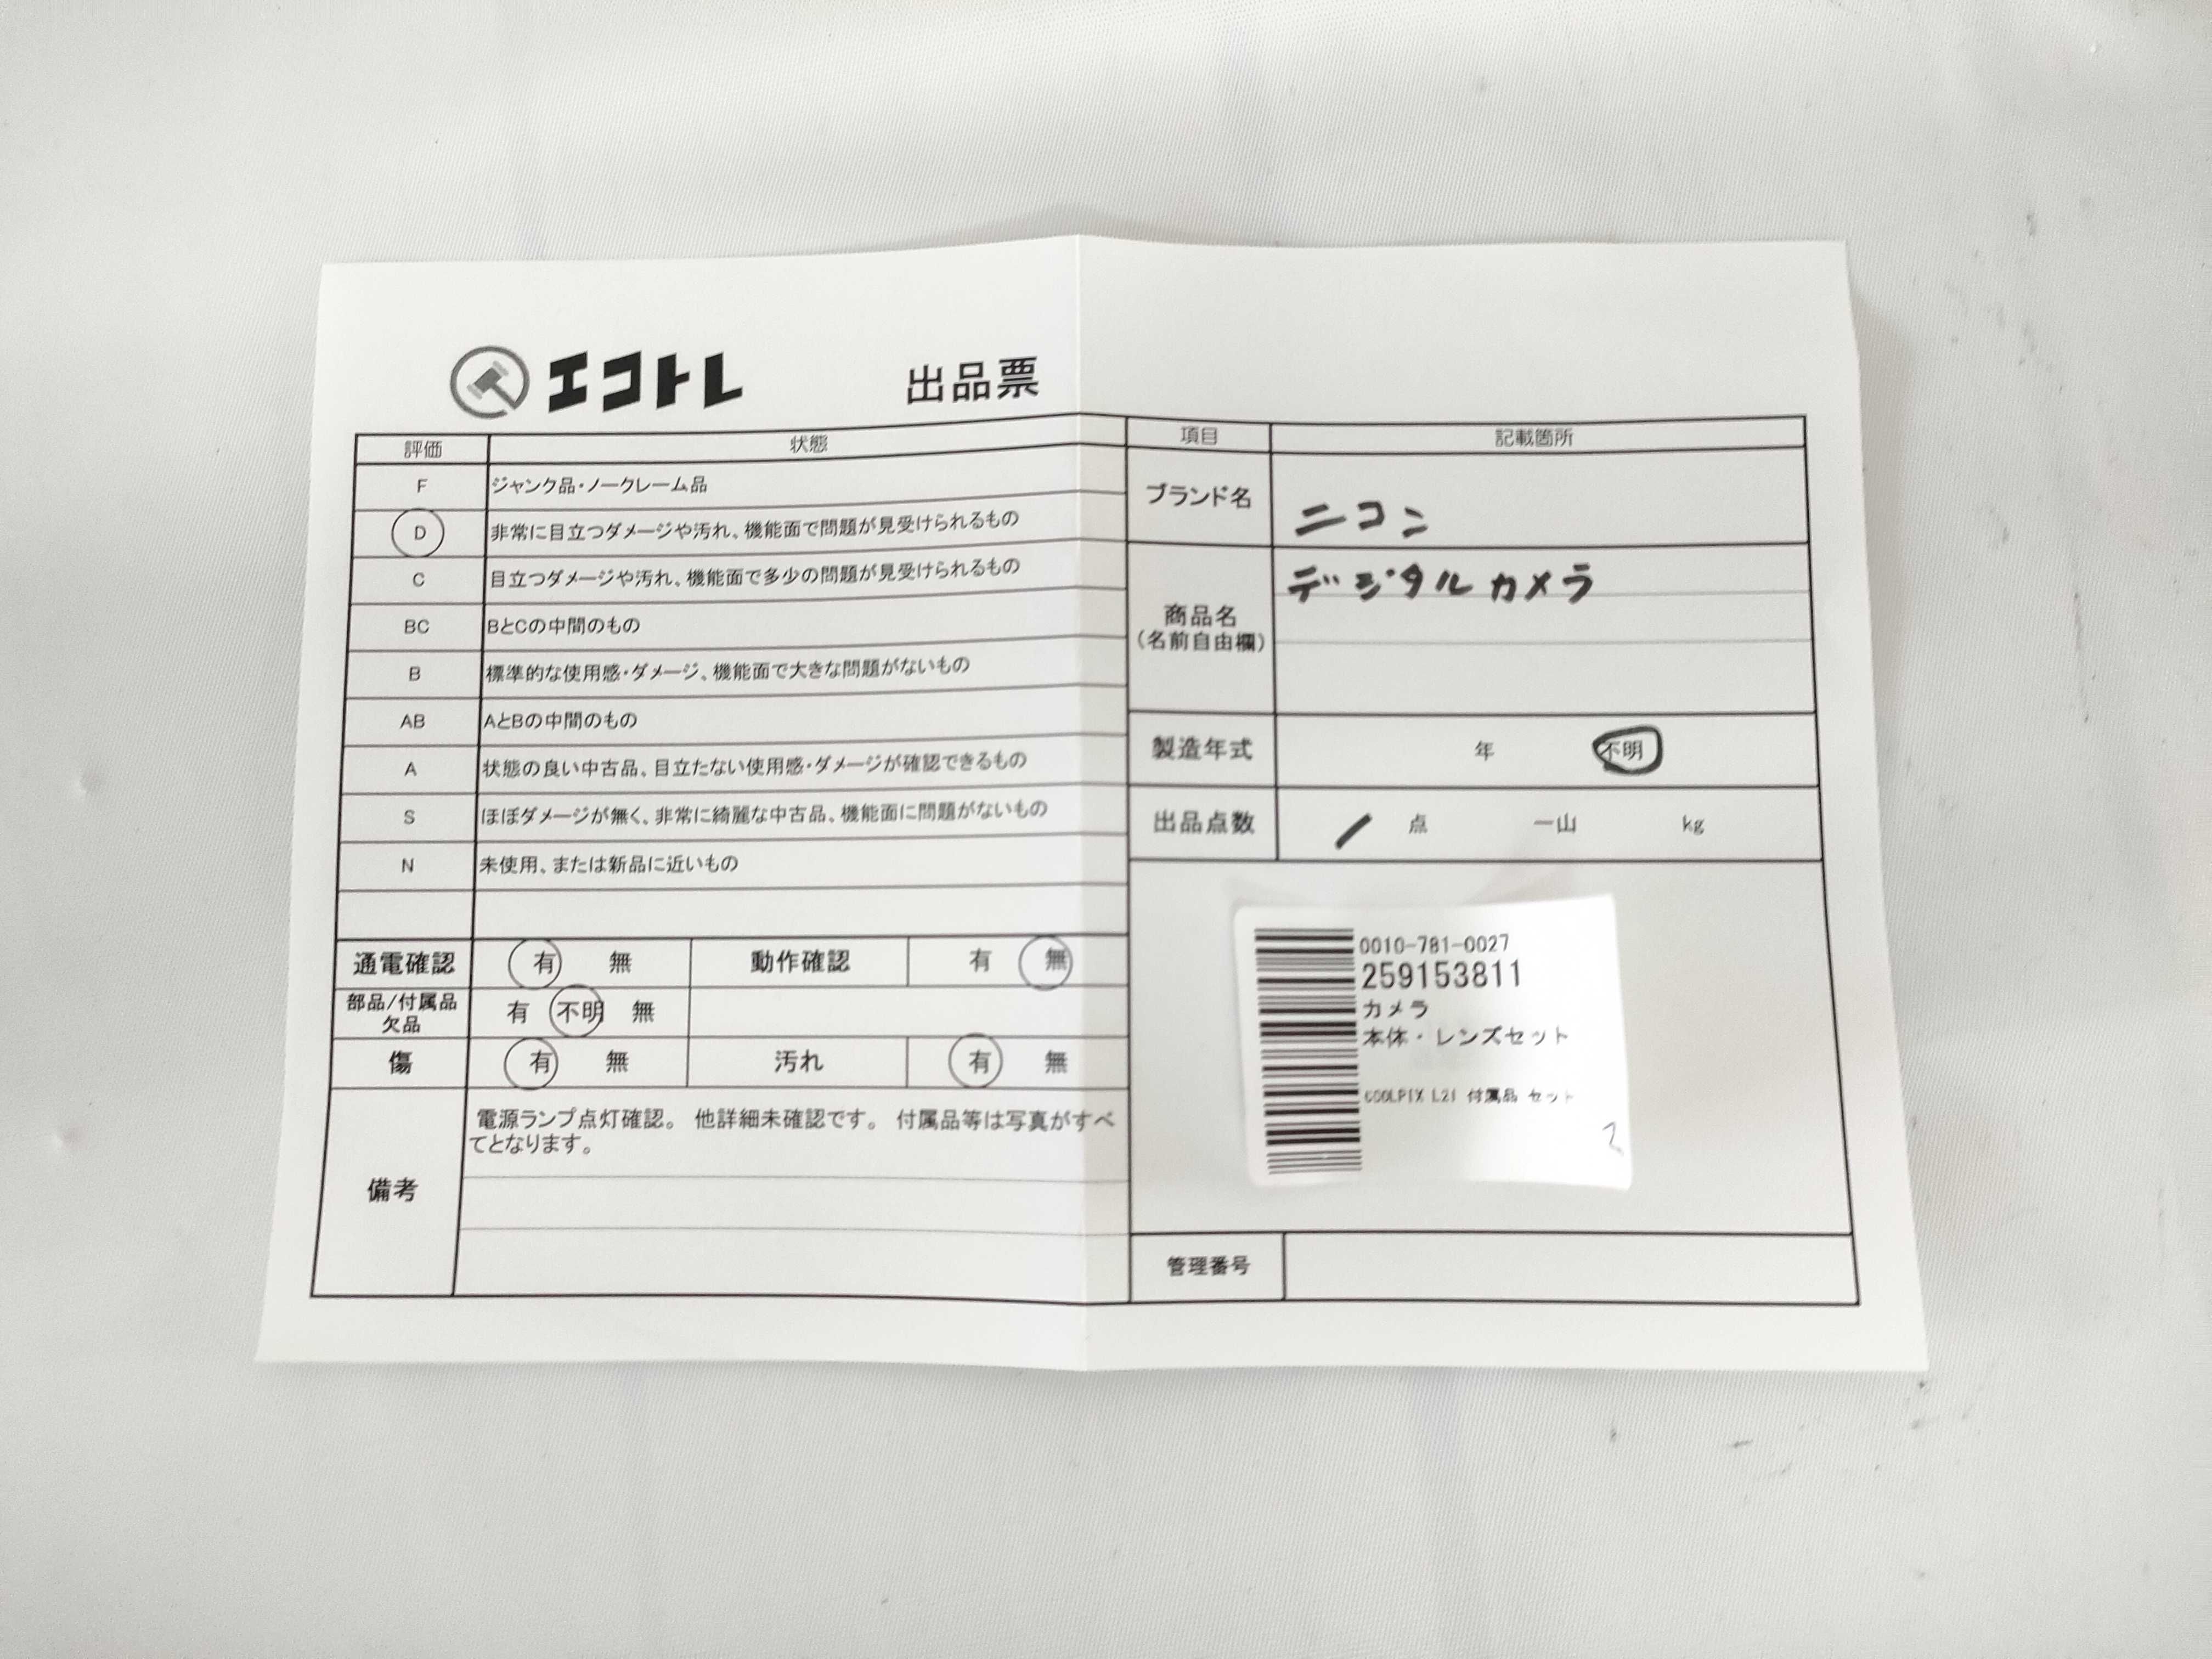 エコトレ
出品票
評価 状態
F ジャンク品・ノークレーム品
D 非常に目立つダメージや汚れ、機能面で問題が見受けられるもの
C 目立つダメージや汚れ、機能面で多少の問題が見受けられるもの
BC BとCの中間のもの
B 標準的な使用感・ダメージ、機能面で大きな問題がないもの
AB AとBの中間のもの
A 状態の良い中古品、目立たない使用感・ダメージが確認できるもの
S ほぼダメージが無く、非常に綺麗な中古品、機能面に問題がないもの
N 未使用、または新品に近いもの
通電確認 有 無 動作確認 有 無
部品/付属品
欠品
有 不明 無
傷 有 無 汚れ 有 無
備考
電源ランプ点灯確認。 他詳細未確認です。 付属品等は写真がすべ
てとなります。
項目 記載箇所
ブランド名 ニコン
商品名
(名前自由欄)
デジタルカメラ
製造年式 年 不明
出品点数 1 点 一山 kg
0010-781-0027
259153811
カメラ
本体・レンズセット
COOLPIX L21 付属品 セット
2
管理番号